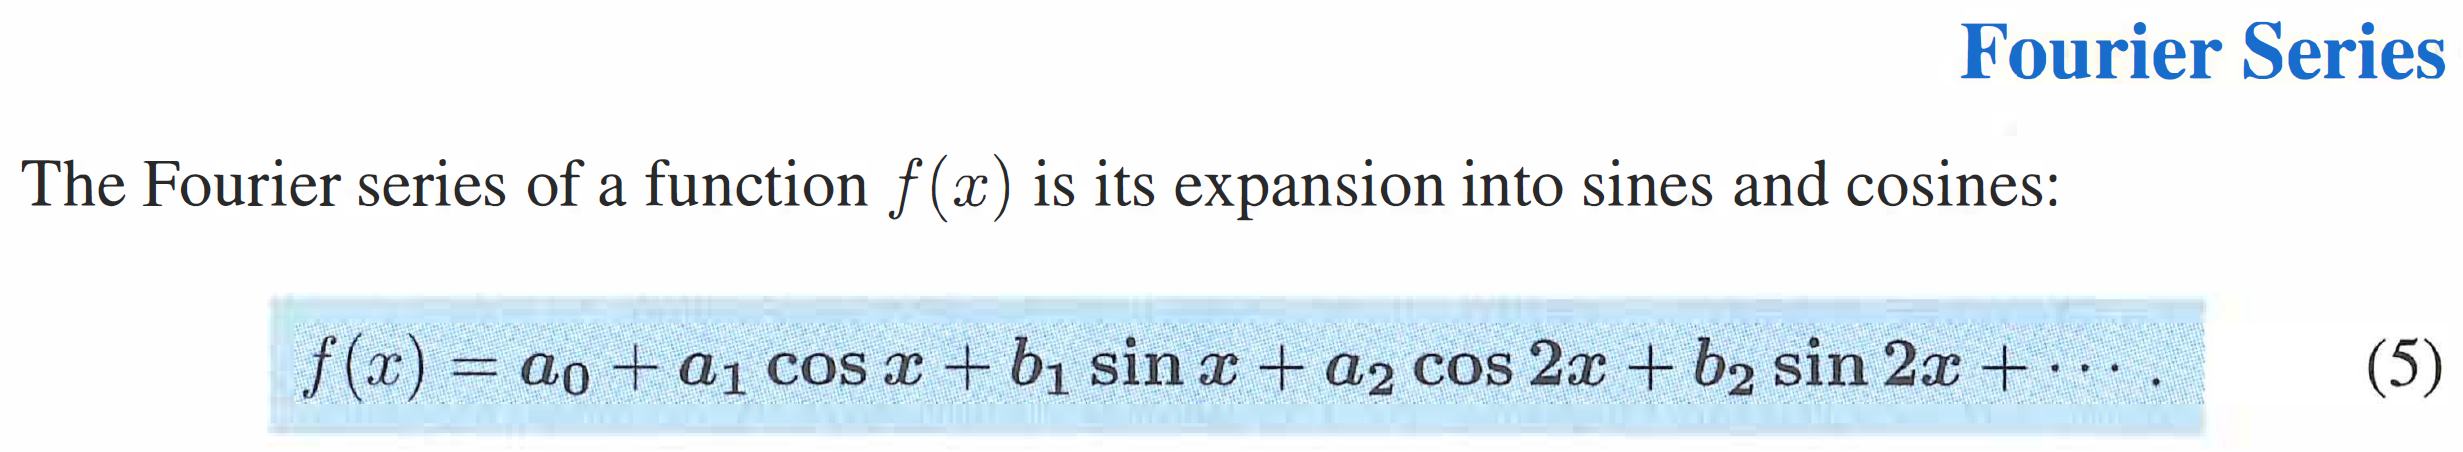 Fourier Series
The Fourier series of a function f(x) is its expansion into sines and cosines:
f(x) = a₀ + a₁ cos x + b₁ sin x + a₂ cos 2x + b₂ sin 2x + ··· . (5)